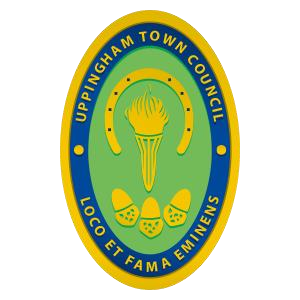 UPPINGHAM TOWN COUNCIL
LOCO ET FAMA EMINENS